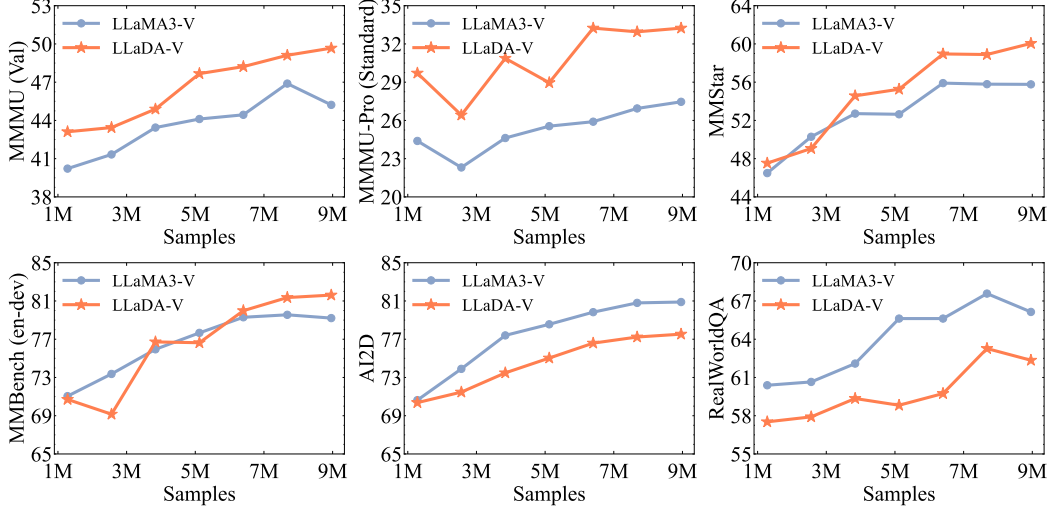 MMMU (Val)
53
50
47
44
41
38
LLaMA3-V
LLaDA-V
1M 3M 5M 7M 9M
Samples
MMMU-Pro (Standard)
35
32
29
26
23
20
LLaMA3-V
LLaDA-V
1M 3M 5M 7M 9M
Samples
MMStar
64
60
56
52
48
44
LLaMA3-V
LLaDA-V
1M 3M 5M 7M 9M
Samples
MMBench (en-dev)
85
81
77
73
69
65
LLaMA3-V
LLaDA-V
1M 3M 5M 7M 9M
Samples
AI2D
85
81
77
73
69
65
LLaMA3-V
LLaDA-V
1M 3M 5M 7M 9M
Samples
RealWorldQA
70
67
64
61
58
55
LLaMA3-V
LLaDA-V
1M 3M 5M 7M 9M
Samples